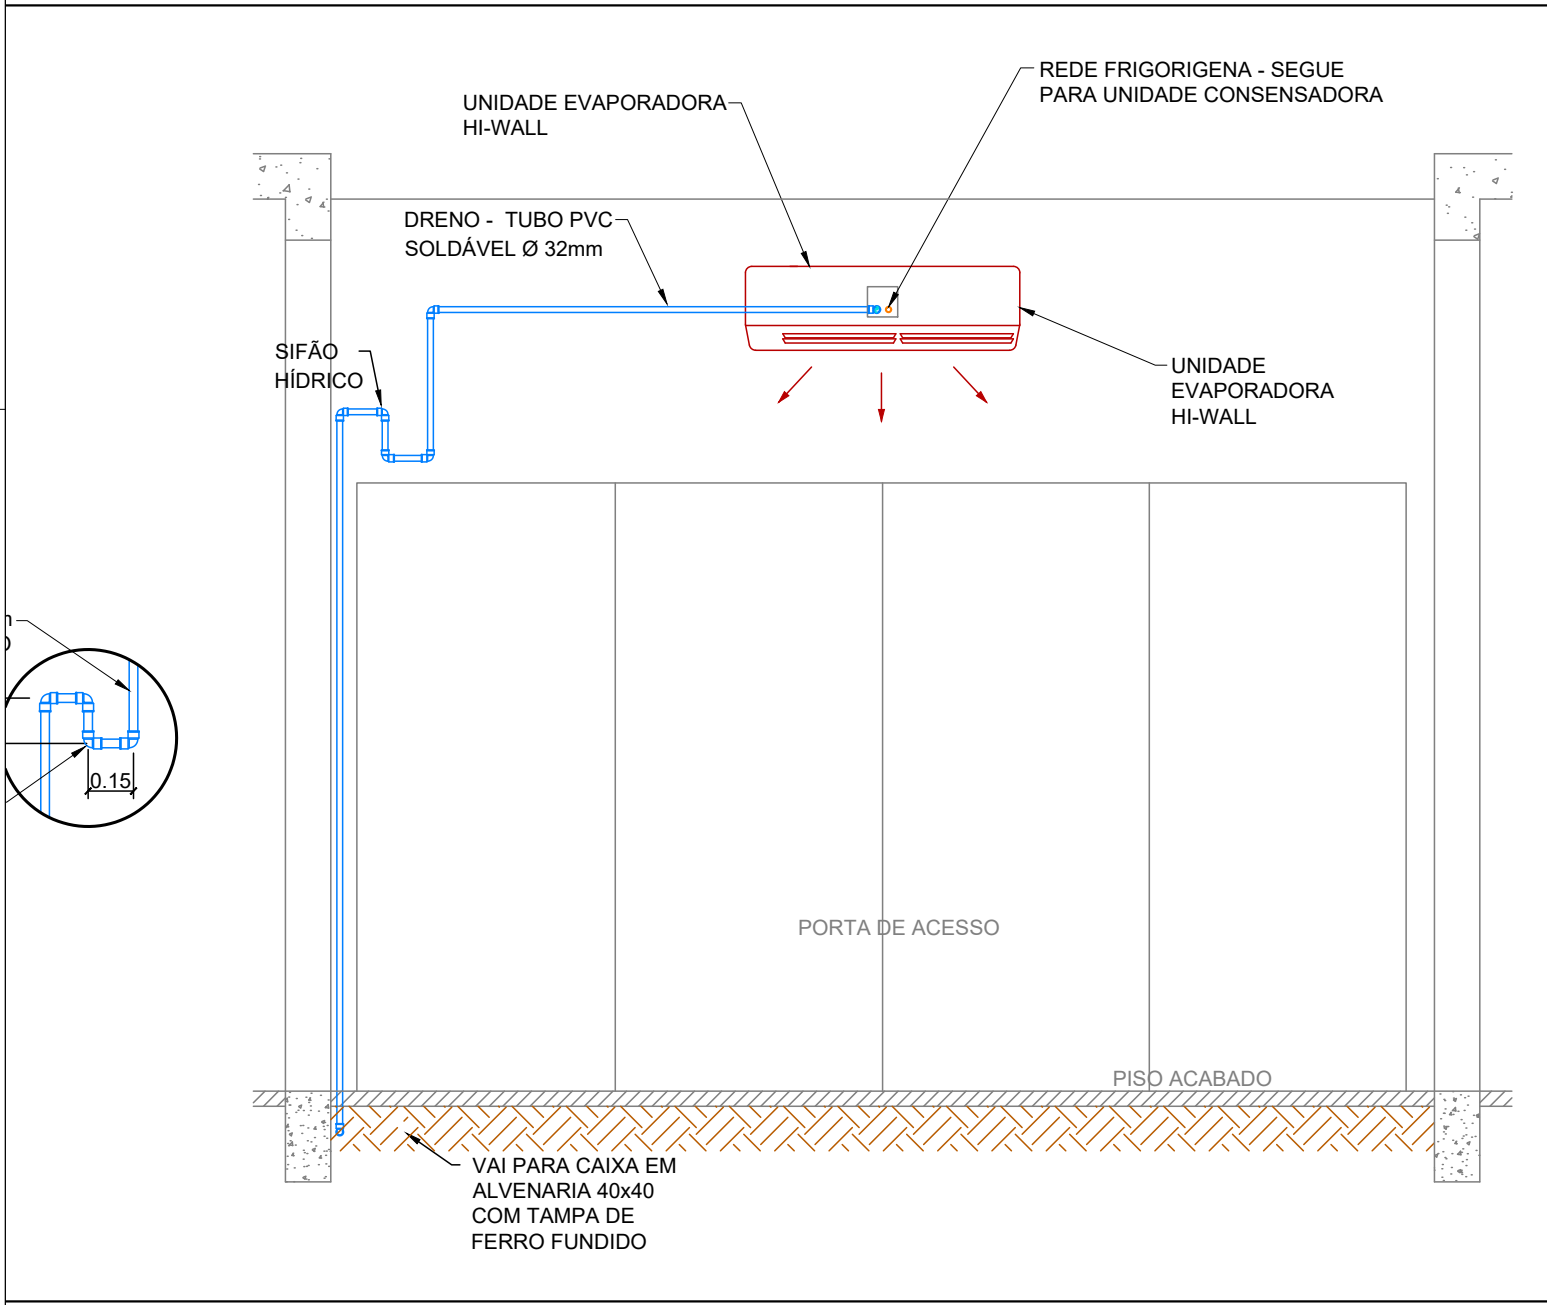 REDE FRIGORIGENA - SEGUE
PARA UNIDADE CONSENSADORA
UNIDADE EVAPORADORA
HI-WALL
DRENO - TUBO PVC
SOLDÁVEL Ø 32mm
SIFÃO
HÍDRICO
UNIDADE
EVAPORADORA
HI-WALL
0.15
PORTA DE ACESSO
PISO ACABADO
VAI PARA CAIXA EM
ALVENARIA 40x40
COM TAMPA DE
FERRO FUNDIDO